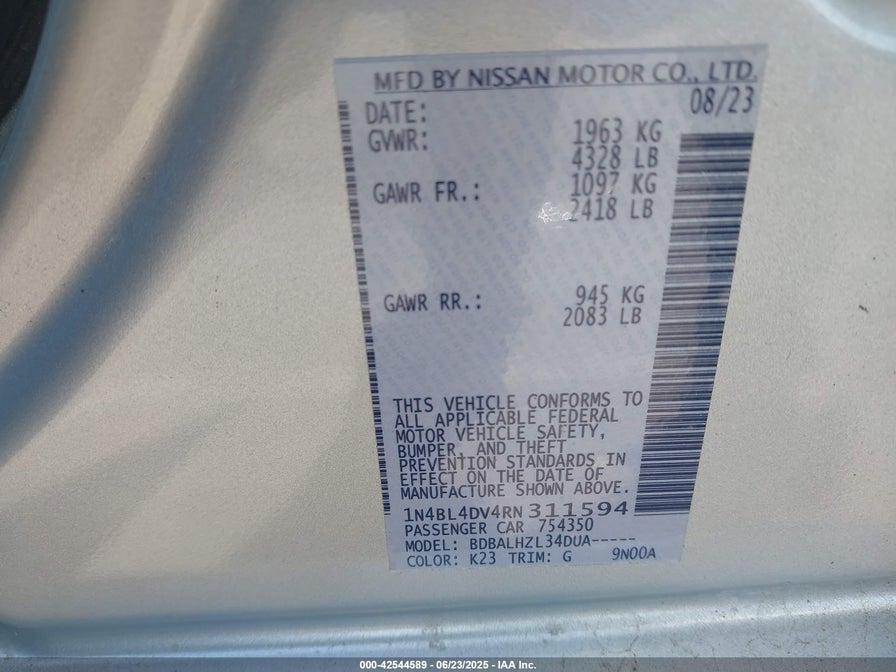 MFD BY NISSAN MOTOR CO., LTD.
DATE: 08/23
GVWR: 1963 KG
4328 LB
GAWR FR.: 1097 KG
2418 LB
GAWR RR.: 945 KG
2083 LB
THIS VEHICLE CONFORMS TO
ALL APPLICABLE FEDERAL
MOTOR VEHICLE SAFETY,
BUMPER, AND THEFT
PREVENTION STANDARDS IN
EFFECT ON THE DATE OF
MANUFACTURE SHOWN ABOVE.
1N4BL4DV4RN311594
PASSENGER CAR 754350
MODEL: BDBALHZL34DUA-----
COLOR: K23 TRIM: G 9N00A
000-42544589 - 06/23/2025 - IAA Inc.